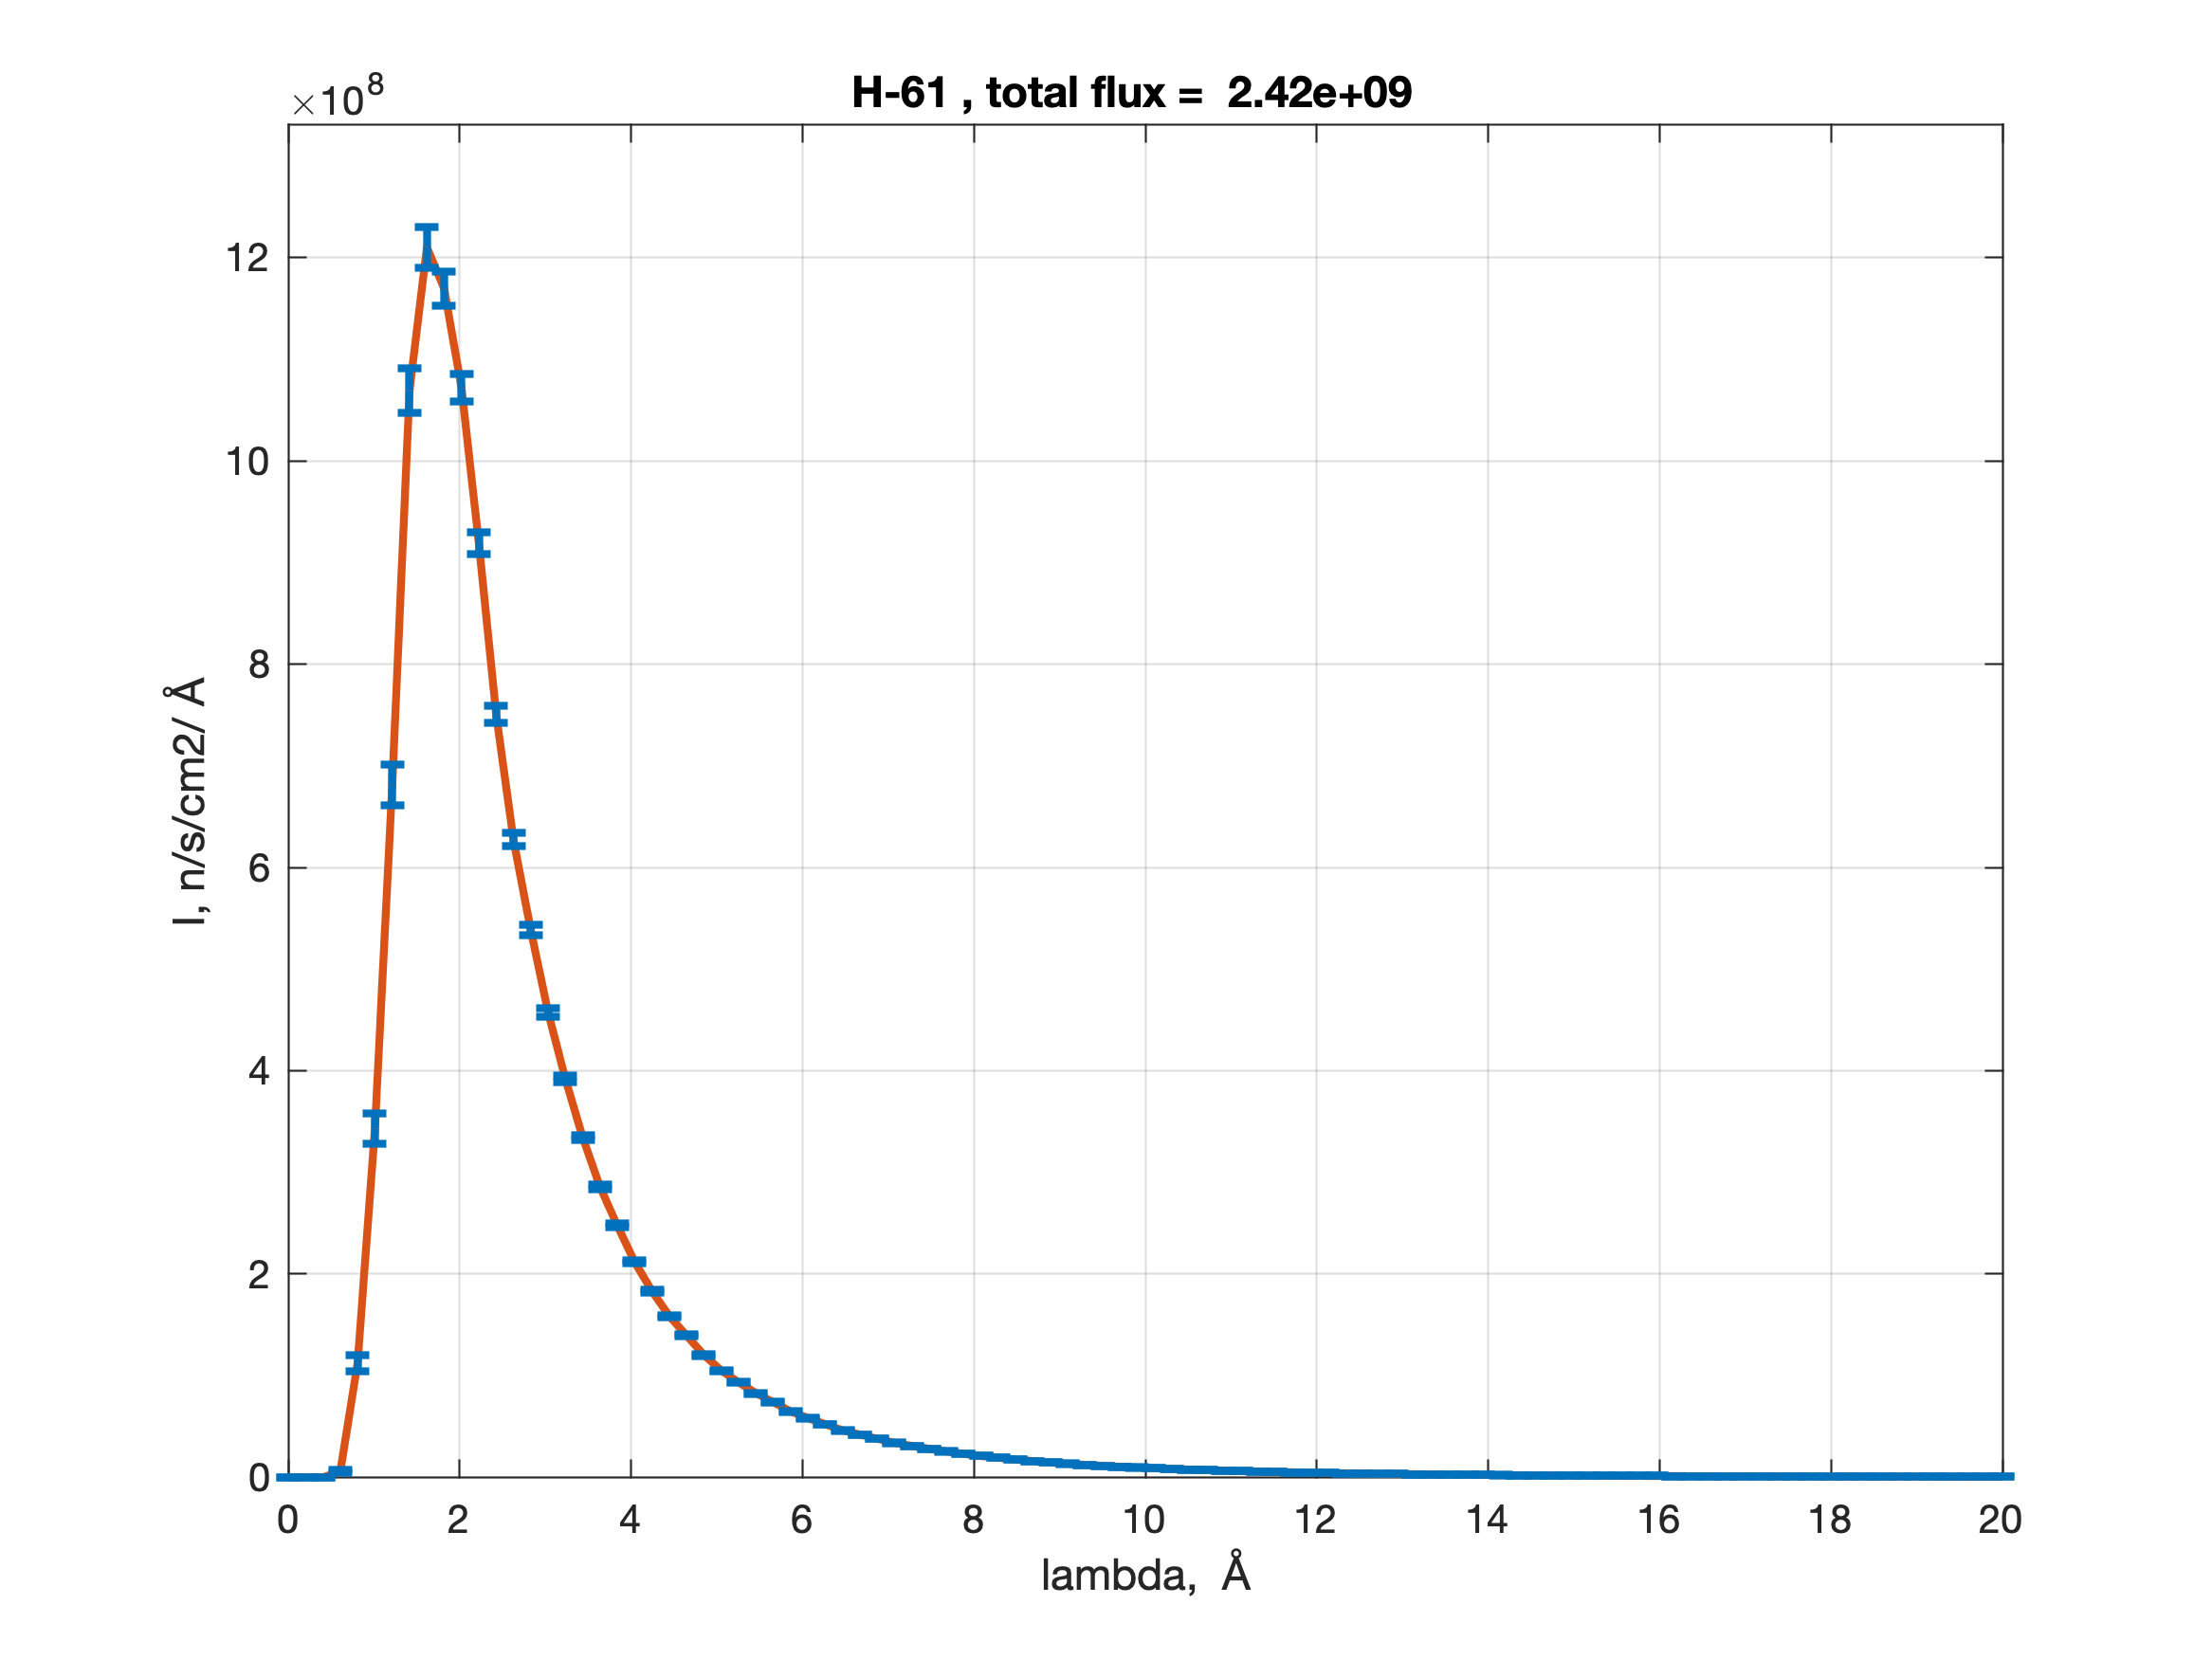 H-61 , total flux = 2.42e+09
×10^8
12
10
8
6
4
2
0
I, n/s/cm2/ Å
0 2 4 6 8 10 12 14 16 18 20
lambda, Å